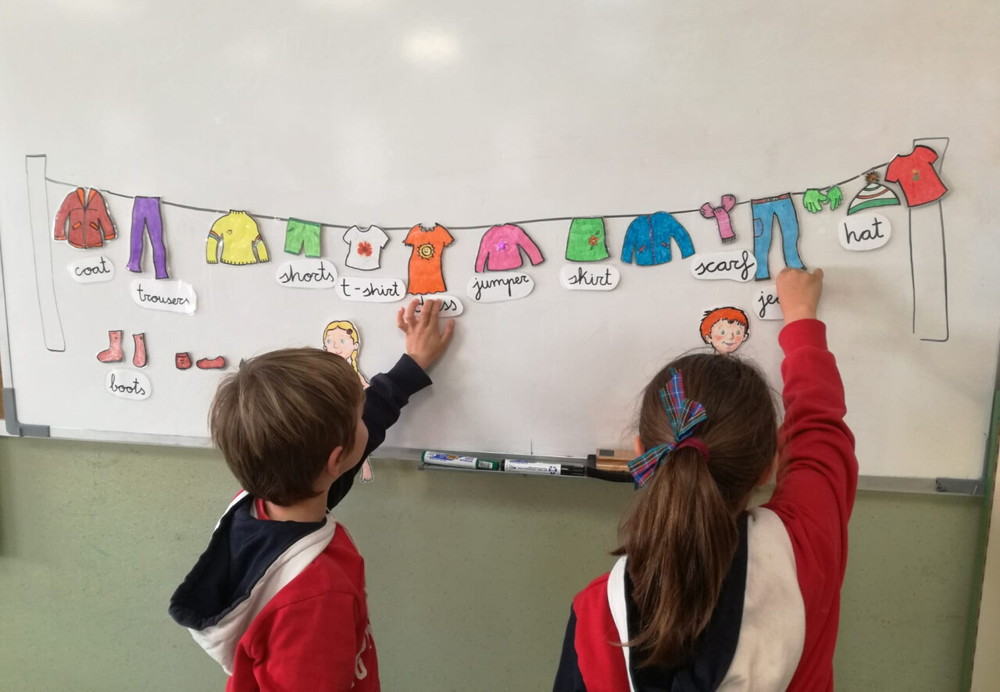 coat
trousers
shorts
t-shirt
jumper
skirt
scarf
hat
boots